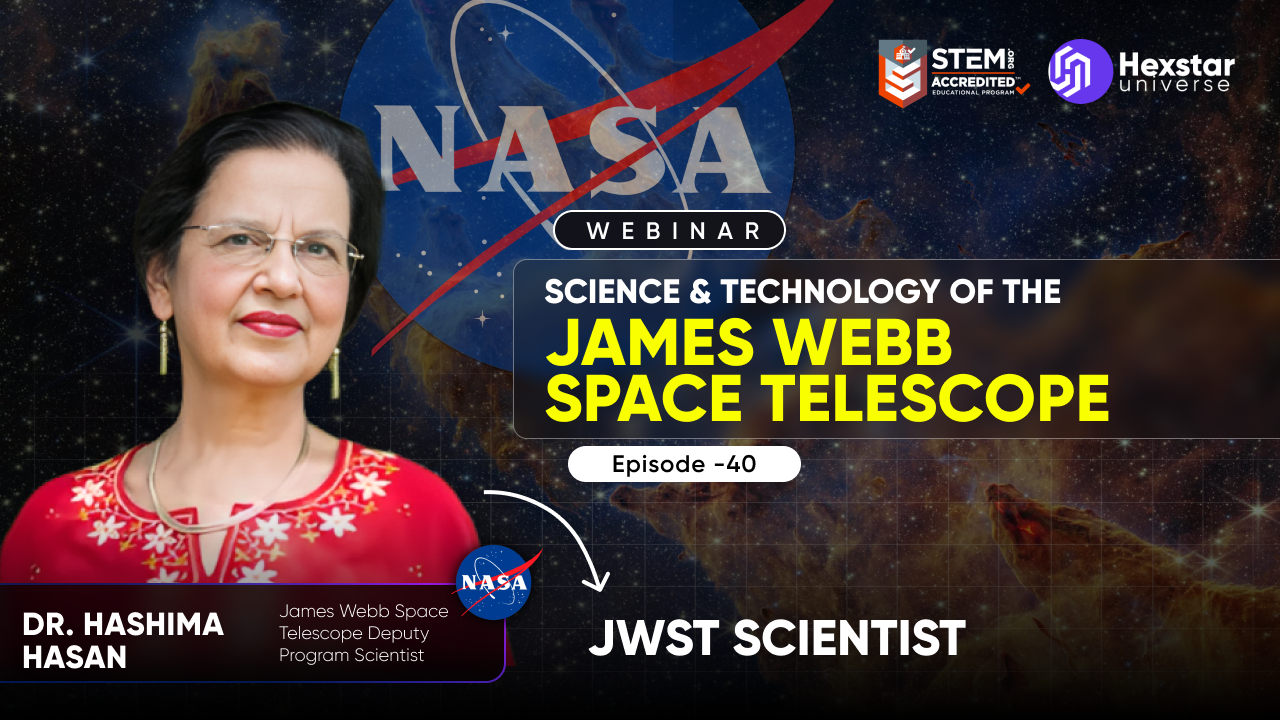 NASA
STEM.ORG
ACCREDITED™
EDUCATIONAL PROGRAM
Hexstar
universe
WEBINAR
SCIENCE & TECHNOLOGY OF THE
JAMES WEBB
SPACE TELESCOPE
Episode -40
NASA
DR. HASHIMA
HASAN
James Webb Space
Telescope Deputy
Program Scientist
JWST SCIENTIST